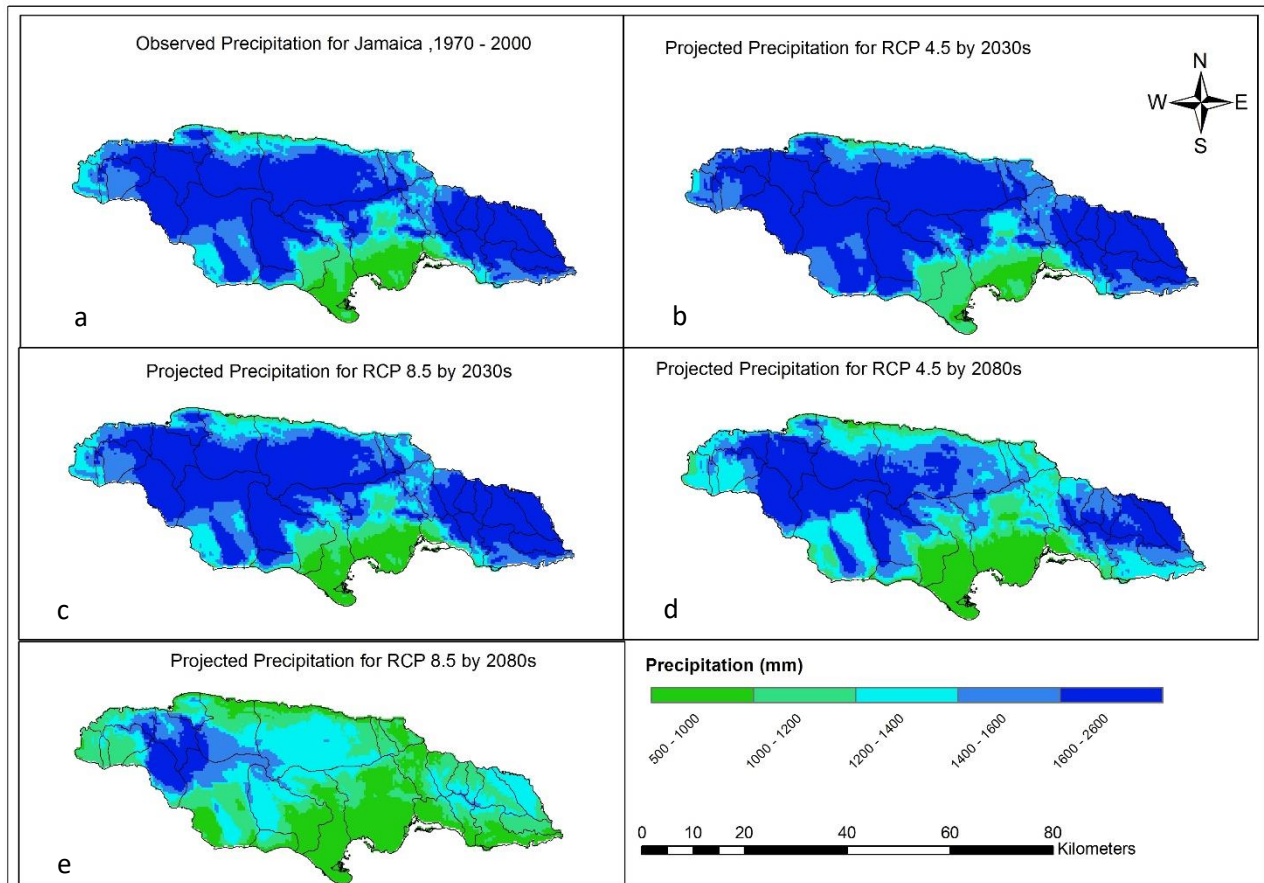 Observed Precipitation for Jamaica ,1970 - 2000
a
Projected Precipitation for RCP 4.5 by 2030s
N
W E
S
b
Projected Precipitation for RCP 8.5 by 2030s
c
Projected Precipitation for RCP 4.5 by 2080s
d
Projected Precipitation for RCP 8.5 by 2080s
e
Precipitation (mm)
500 - 1000
1000 - 1200
1200 - 1400
1400 - 1600
1600 - 2600
0 10 20 40 60 80
Kilometers